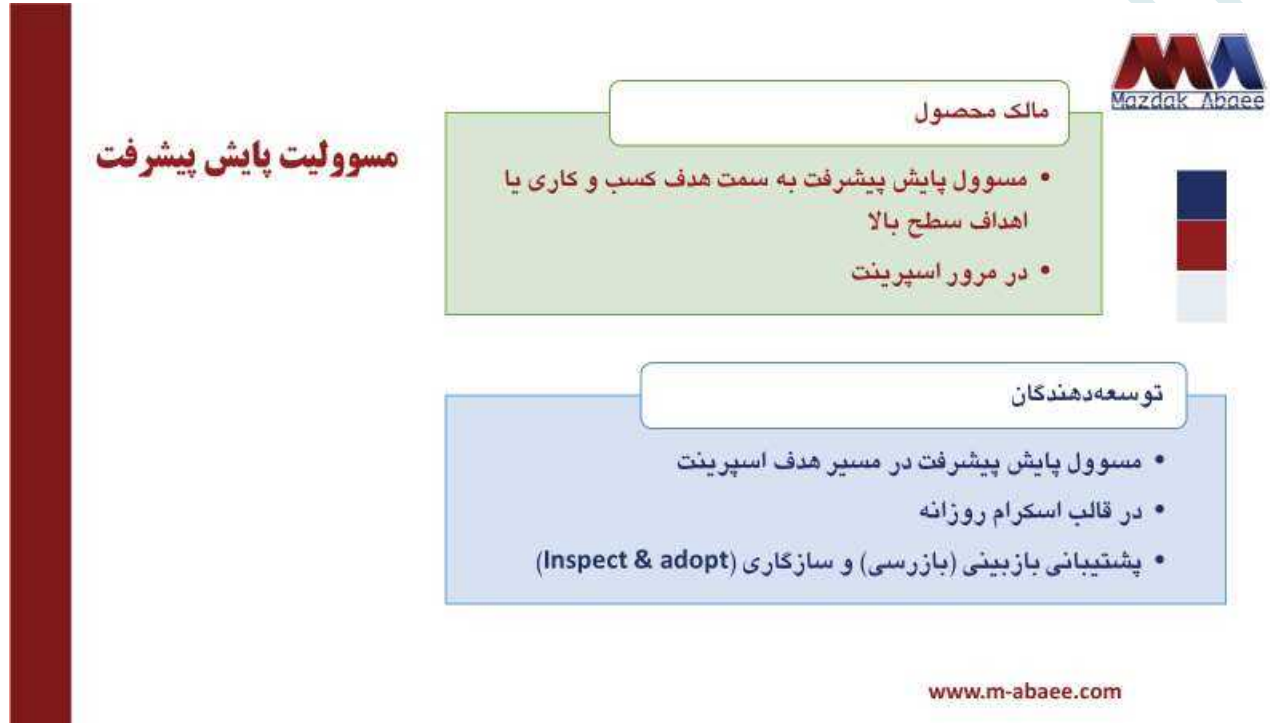 Mazdak Abaee
مسوولیت پایش پیشرفت
مالک محصول
• مسوول پایش پیشرفت به سمت هدف کسب و کاری یا
اهداف سطح بالا
• در مرور اسپرینت
توسعه‌دهندگان
• مسوول پایش پیشرفت در مسیر هدف اسپرینت
• در قالب اسکرام روزانه
• پشتیبانی بازبینی (بازرسی) و سازگاری (Inspect & adopt)
www.m-abaee.com